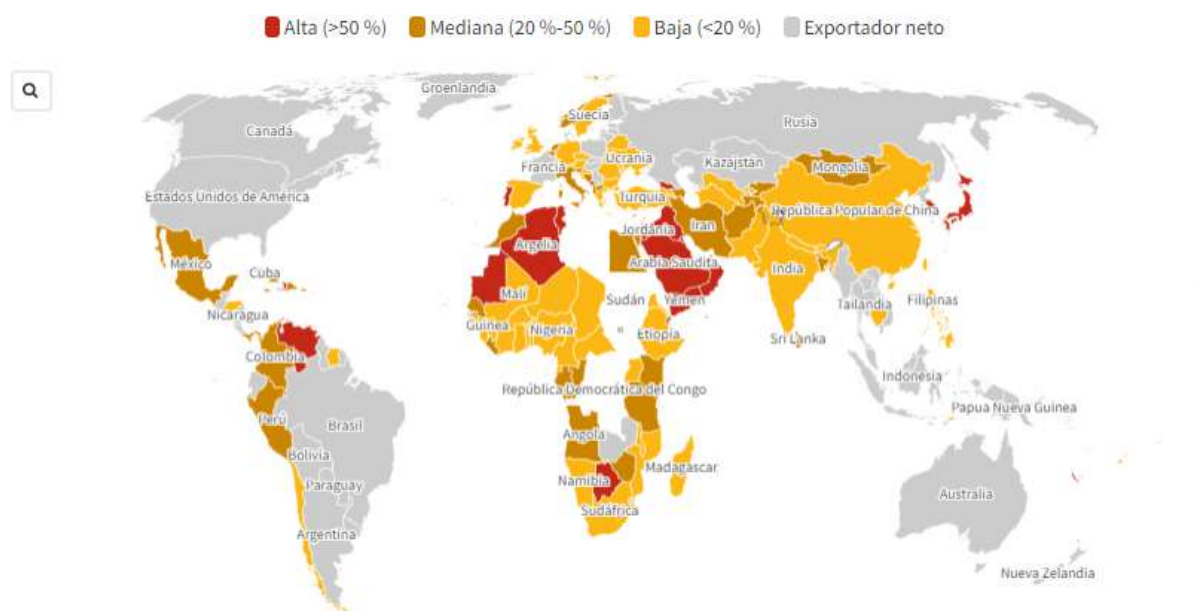 Alta (>50 %) Mediana (20 %-50 %) Baja (<20 %) Exportador neto
Groenlandia
Suecia
Rusia
Canadá
Francia
Ucrania
Kazajstán
Mongolia
Estados Unidos de América
Turquía
República Popular de China
Jordania
Irán
Argelia
México
Cuba
Arabia Saudita
India
Malí
Sudán
Yemen
Tailandia
Filipinas
Nicaragua
Guinea
Nigeria
Etiopía
Sri Lanka
Colombia
Indonesia
República Democrática del Congo
Papua Nueva Guinea
Perú
Brasil
Angola
Bolivia
Madagascar
Namibia
Paraguay
Australia
Sudáfrica
Argentina
Nueva Zelandia